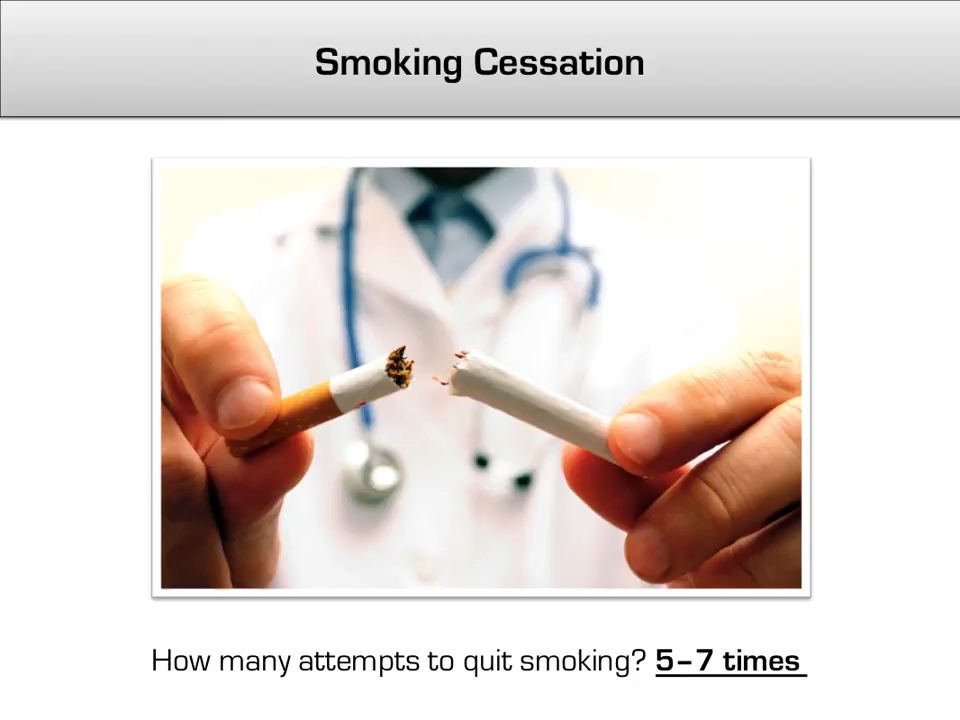 Smoking Cessation
How many attempts to quit smoking? 5–7 times